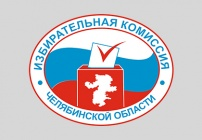 ИЗБИРАТЕЛЬНАЯ КОМИССИЯ
ЧЕЛЯБИНСКОЙ ОБЛАСТИ